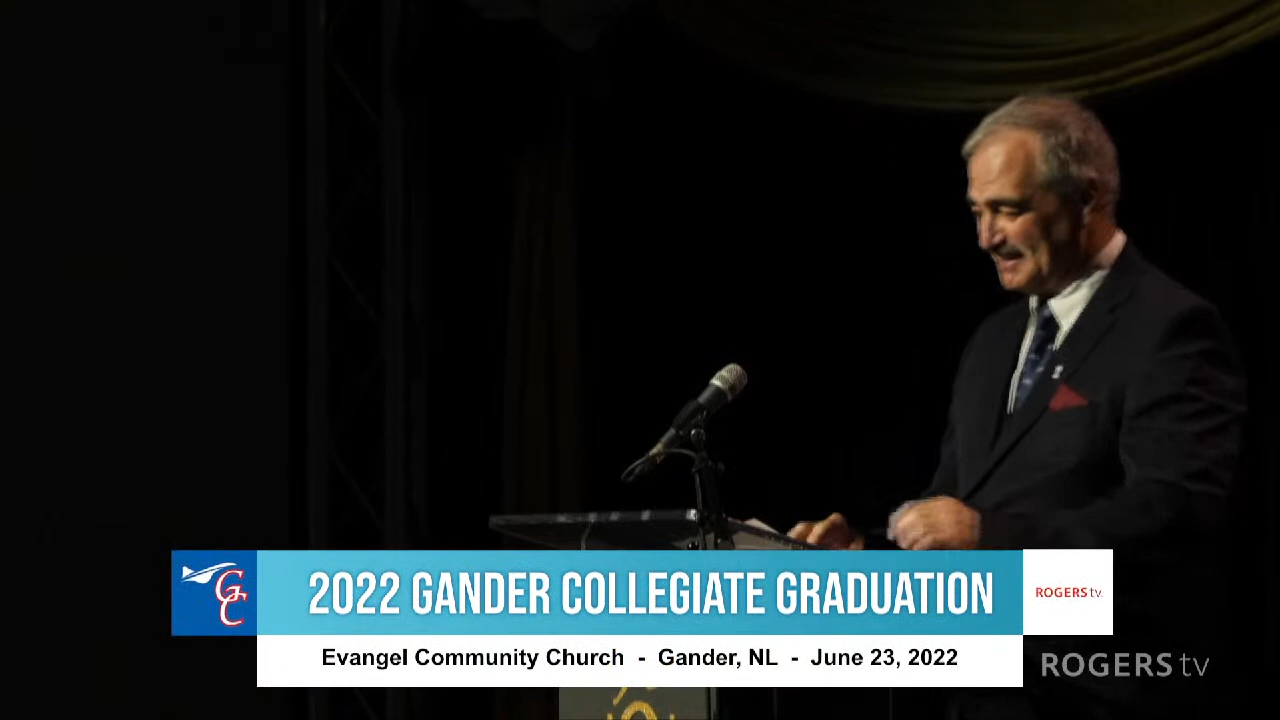 GC
2022 GANDER COLLEGIATE GRADUATION
ROGERS tv
Evangel Community Church - Gander, NL - June 23, 2022
ROGERS tv